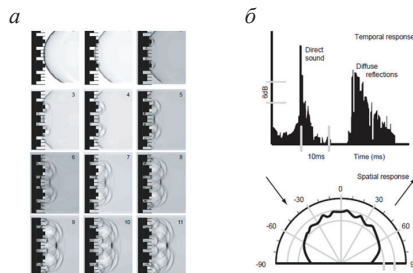 а
б
3
4
5
6
7
8
9
10
11
Temporal response
Direct
sound
Diffuse
reflections
6dB
10ms
Time (ms)
Spatial response
0
-30
30
-60
60
-90